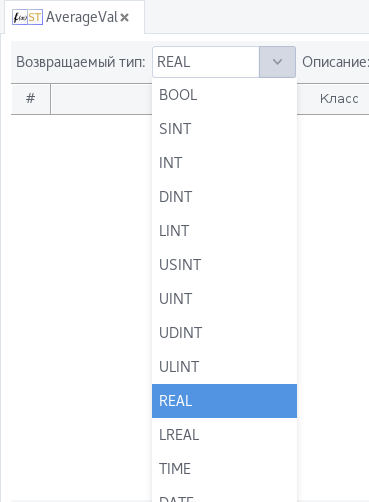 f(x) ST AverageVal ×
Возвращаемый тип: REAL Описание:
# Класс
BOOL
SINT
INT
DINT
LINT
USINT
UINT
UDINT
ULINT
REAL
LREAL
TIME
DATE